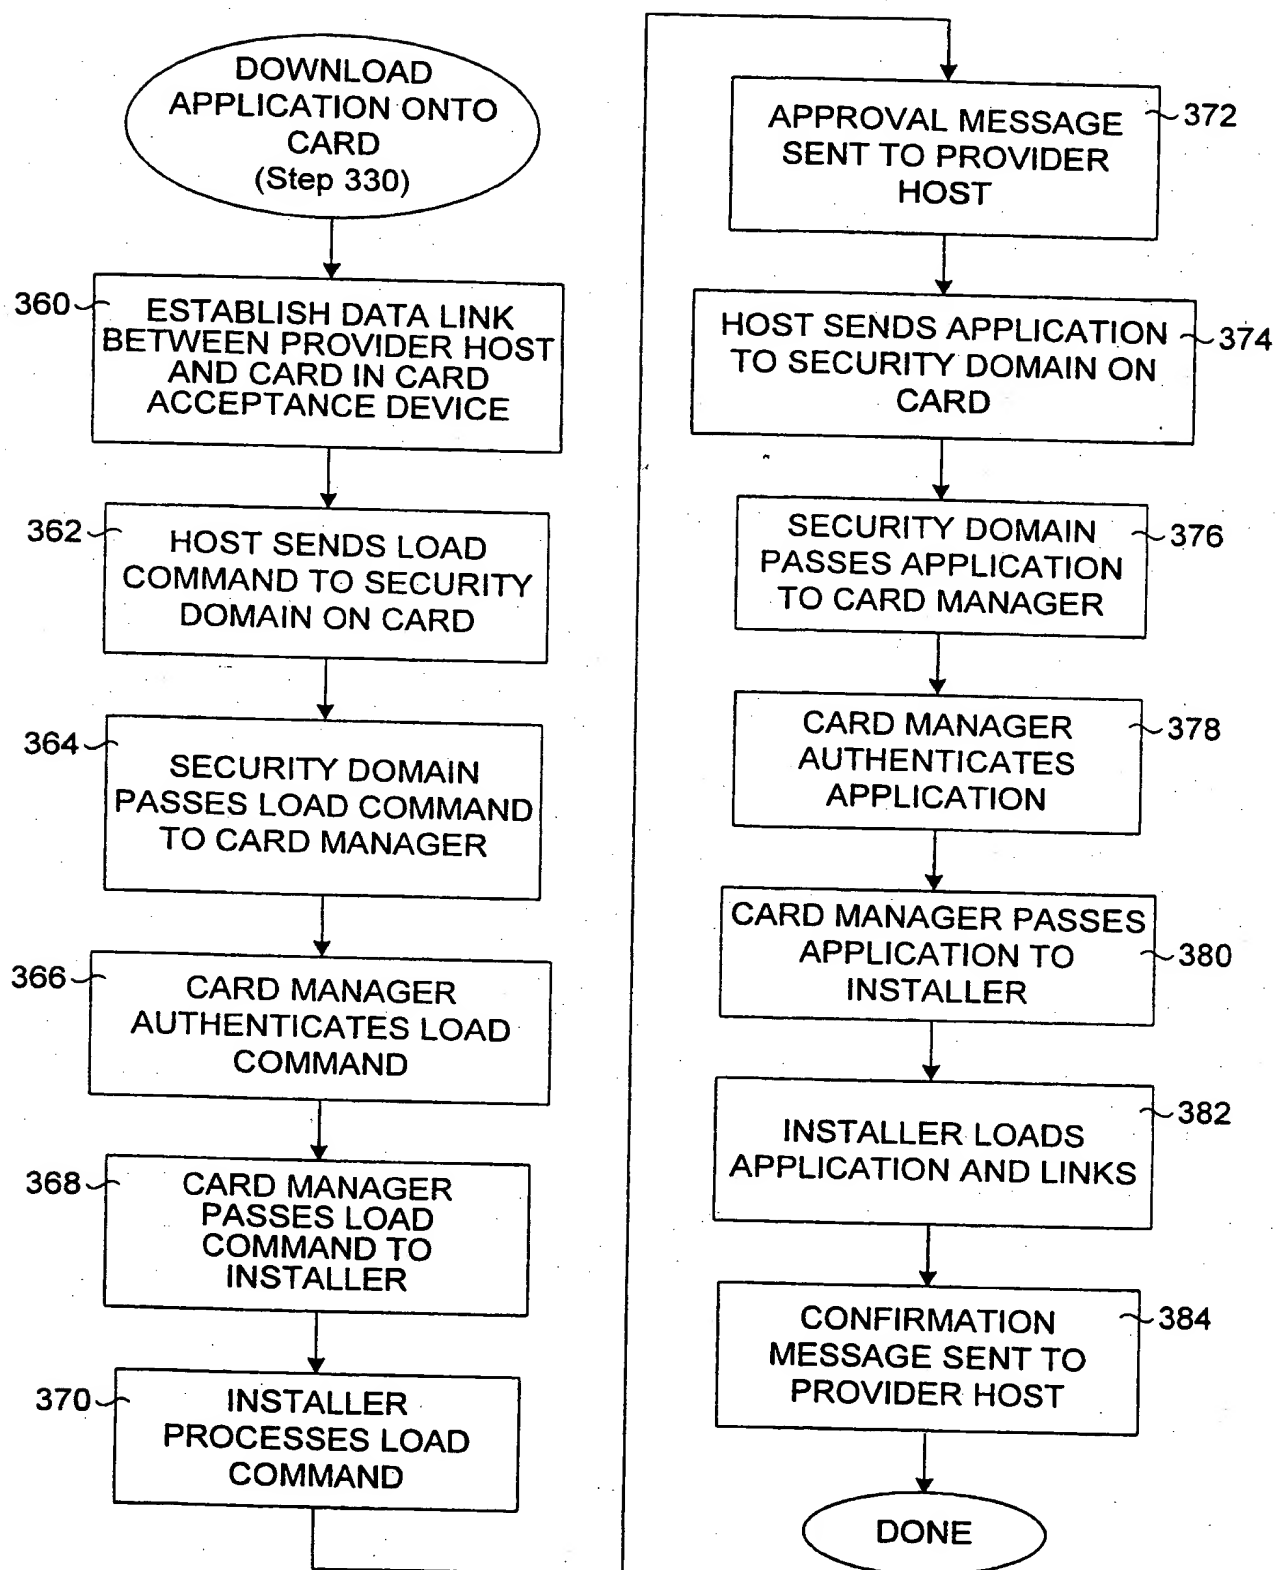 DOWNLOAD
APPLICATION ONTO
CARD
(Step 330)
360
ESTABLISH DATA LINK
BETWEEN PROVIDER HOST
AND CARD IN CARD
ACCEPTANCE DEVICE
362
HOST SENDS LOAD
COMMAND TO SECURITY
DOMAIN ON CARD
364
SECURITY DOMAIN
PASSES LOAD COMMAND
TO CARD MANAGER
366
CARD MANAGER
AUTHENTICATES LOAD
COMMAND
368
CARD MANAGER
PASSES LOAD
COMMAND TO
INSTALLER
370
INSTALLER
PROCESSES LOAD
COMMAND
372
APPROVAL MESSAGE
SENT TO PROVIDER
HOST
374
HOST SENDS APPLICATION
TO SECURITY DOMAIN ON
CARD
376
SECURITY DOMAIN
PASSES APPLICATION
TO CARD MANAGER
378
CARD MANAGER
AUTHENTICATES
APPLICATION
380
CARD MANAGER PASSES
APPLICATION TO
INSTALLER
382
INSTALLER LOADS
APPLICATION AND LINKS
384
CONFIRMATION
MESSAGE SENT TO
PROVIDER HOST
DONE